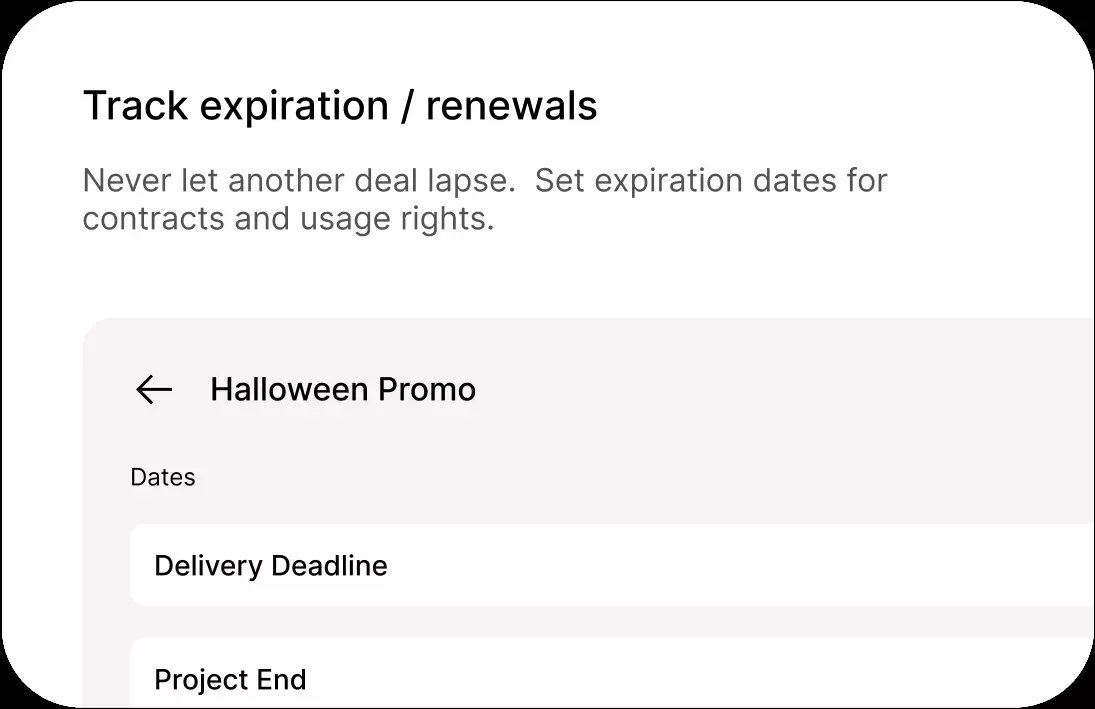 Track expiration / renewals
Never let another deal lapse.  Set expiration dates for
contracts and usage rights.
Halloween Promo
Dates
Delivery Deadline
Project End